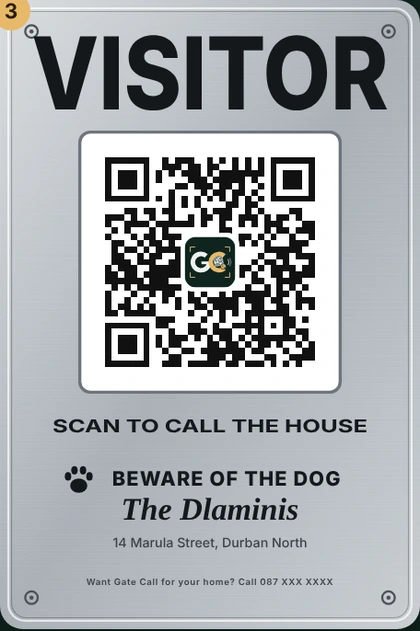 3
VISITOR
GC
SCAN TO CALL THE HOUSE
BEWARE OF THE DOG
The Dlaminis
14 Marula Street, Durban North
Want Gate Call for your home? Call 087 XXX XXXX